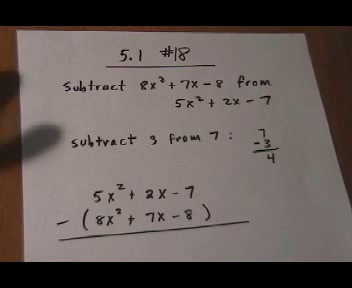 5.1 #18
subtract 8x² + 7x - 8 from
5x² + 2x - 7
subtract 3 from 7 : 7
- 3
4
5x² + 2x - 7
- ( 8x² + 7x - 8 )